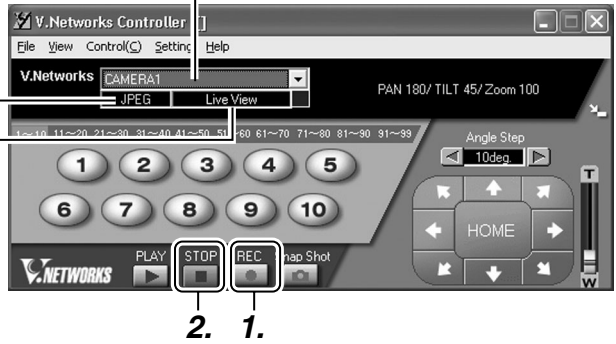 V.Networks Controller [ ]
File View Control(C) Setting Help
V.Networks CAMERA1
JPEG Live View
PAN 180/ TILT 45/ Zoom 100
1~10 11~20 21~30 31~40 41~50 51~60 61~70 71~80 81~90 91~99
Angle Step
10deg.
1 2 3 4 5
6 7 8 9 10
T
HOME
W
V.NETWORKS
PLAY STOP REC Snap Shot
2. 1.